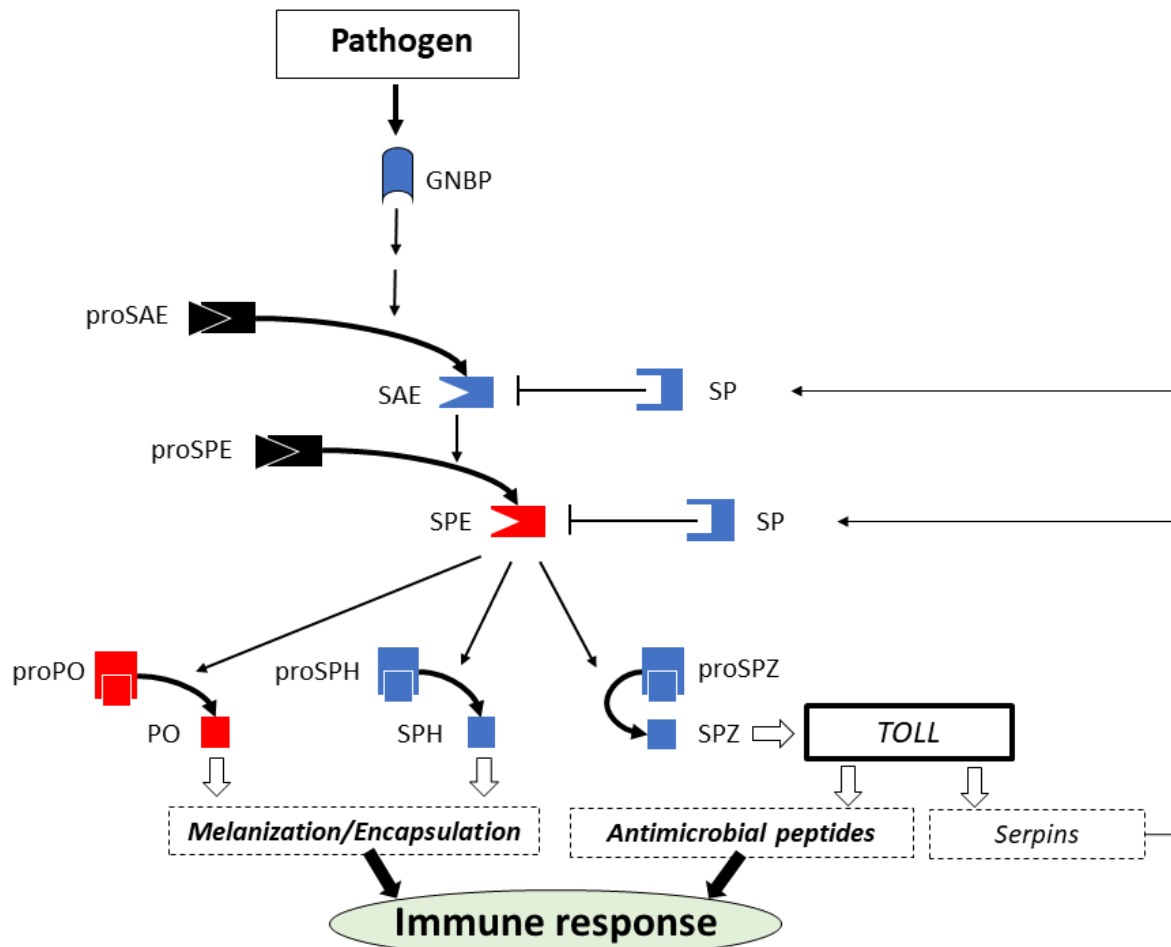 Pathogen
GNBP
proSAE
SAE
SP
proSPE
SPE
SP
proPO
proSPH
proSPZ
PO
SPH
SPZ
TOLL
Melanization/Encapsulation
Antimicrobial peptides
Serpins
Immune response